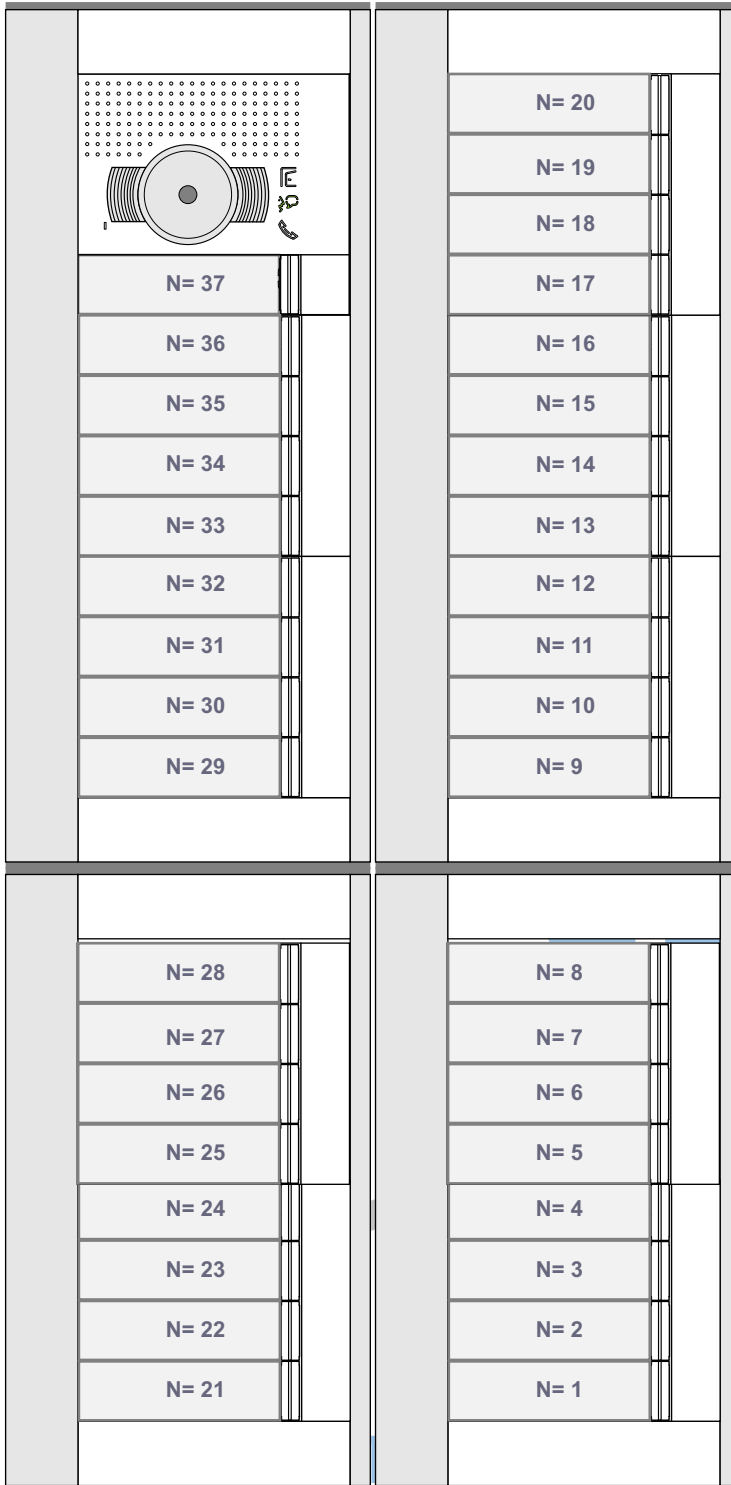 N= 37
N= 36
N= 35
N= 34
N= 33
N= 32
N= 31
N= 30
N= 29
N= 20
N= 19
N= 18
N= 17
N= 16
N= 15
N= 14
N= 13
N= 12
N= 11
N= 10
N= 9
N= 28
N= 27
N= 26
N= 25
N= 24
N= 23
N= 22
N= 21
N= 8
N= 7
N= 6
N= 5
N= 4
N= 3
N= 2
N= 1